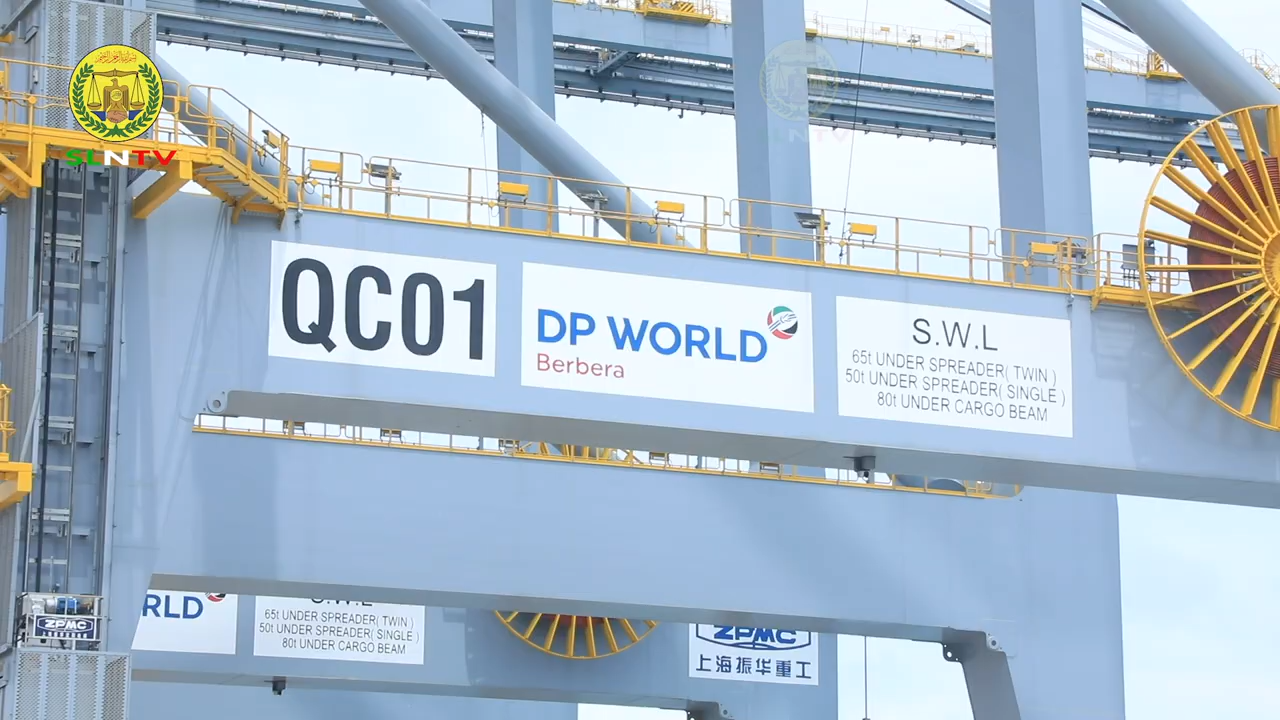 SLNTV
SLNTV
QC01
DP WORLD
Berbera
S.W.L
65t UNDER SPREADER( TWIN )
50t UNDER SPREADER( SINGLE )
80t UNDER CARGO BEAM
RLD
S.W.L
65t UNDER SPREADER( TWIN )
50t UNDER SPREADER( SINGLE )
80t UNDER CARGO BEAM
ZPMC
ZPMC
上海振华重工